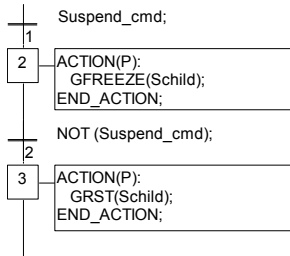 Suspend_cmd;
1
2
ACTION(P):
GFREEZE(Schild);
END_ACTION;
NOT (Suspend_cmd);
2
3
ACTION(P):
GRST(Schild);
END_ACTION;